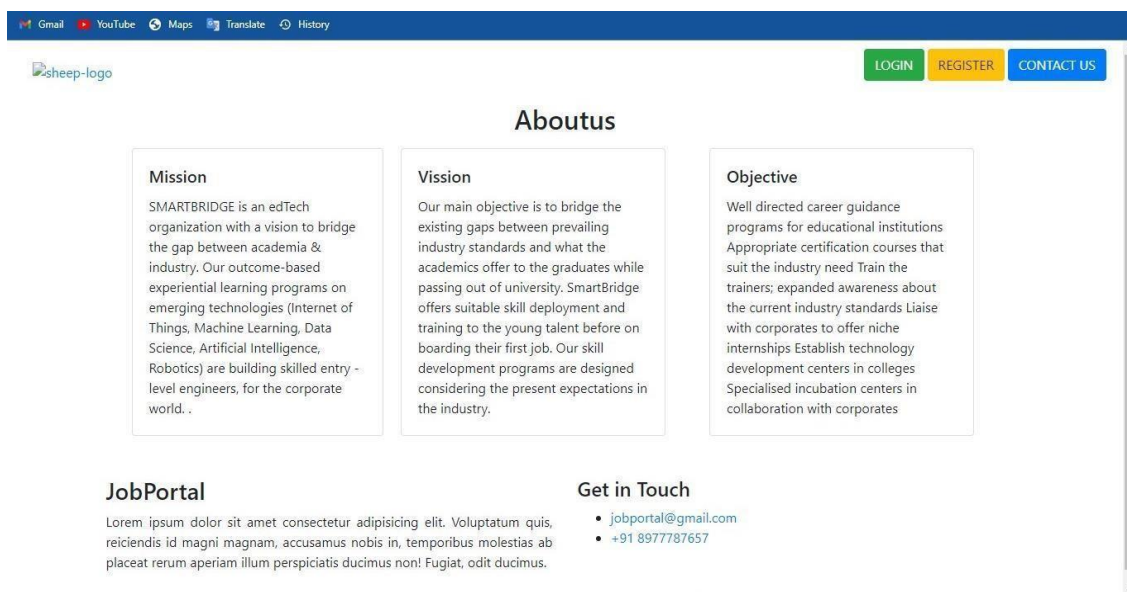 Gmail YouTube Maps Translate History
sheep-logo
LOGIN REGISTER CONTACT US
Aboutus
Mission
SMARTBRIDGE is an edTech
organization with a vision to bridge
the gap between academia &
industry. Our outcome-based
experiential learning programs on
emerging technologies (Internet of
Things, Machine Learning, Data
Science, Artificial Intelligence,
Robotics) are building skilled entry -
level engineers, for the corporate
world. .
Vission
Our main objective is to bridge the
existing gaps between prevailing
industry standards and what the
academics offer to the graduates while
passing out of university. SmartBridge
offers suitable skill deployment and
training to the young talent before on
boarding their first job. Our skill
development programs are designed
considering the present expectations in
the industry.
Objective
Well directed career guidance
programs for educational institutions
Appropriate certification courses that
suit the industry need Train the
trainers; expanded awareness about
the current industry standards Liaise
with corporates to offer niche
internships Establish technology
development centers in colleges
Specialised incubation centers in
collaboration with corporates
JobPortal
Lorem ipsum dolor sit amet consectetur adipisicing elit. Voluptatum quis,
reiciendis id magni magnam, accusamus nobis in, temporibus molestias ab
placeat rerum aperiam illum perspiciatis ducimus non! Fugiat, odit ducimus.
Get in Touch
jobportal@gmail.com
+91 8977787657